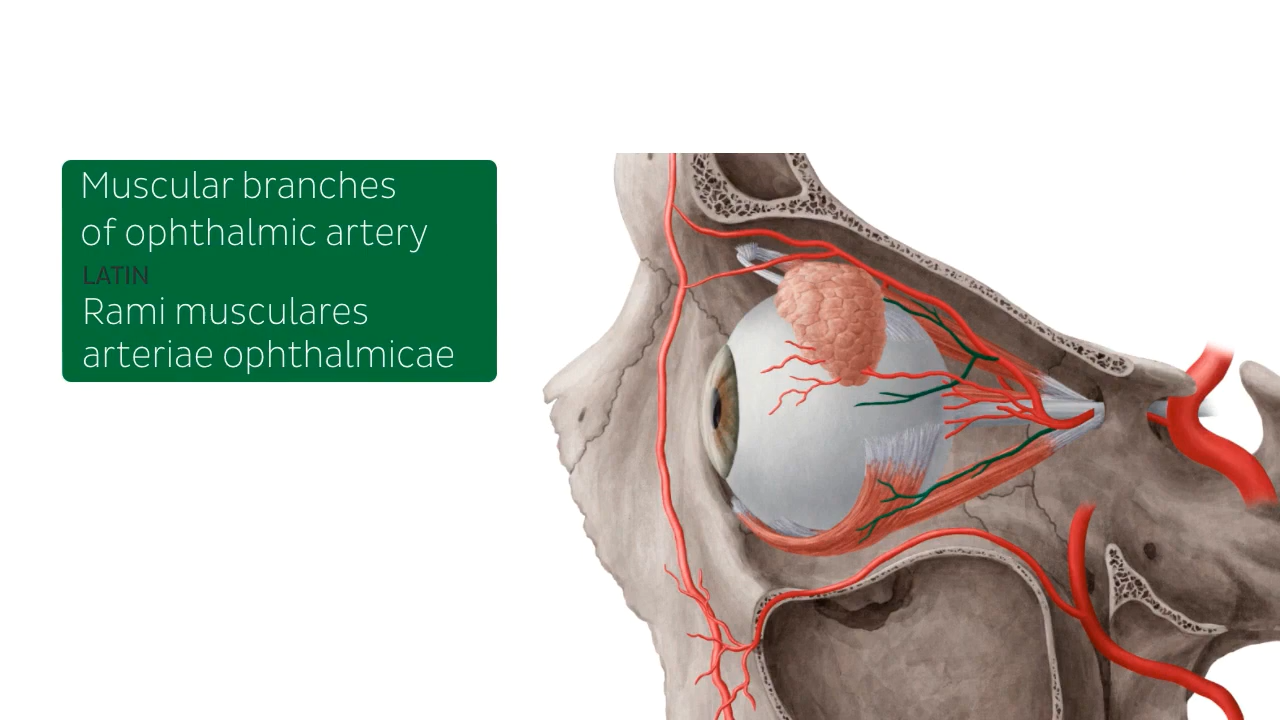 Muscular branches
of ophthalmic artery
LATIN
Rami musculares
arteriae ophthalmicae